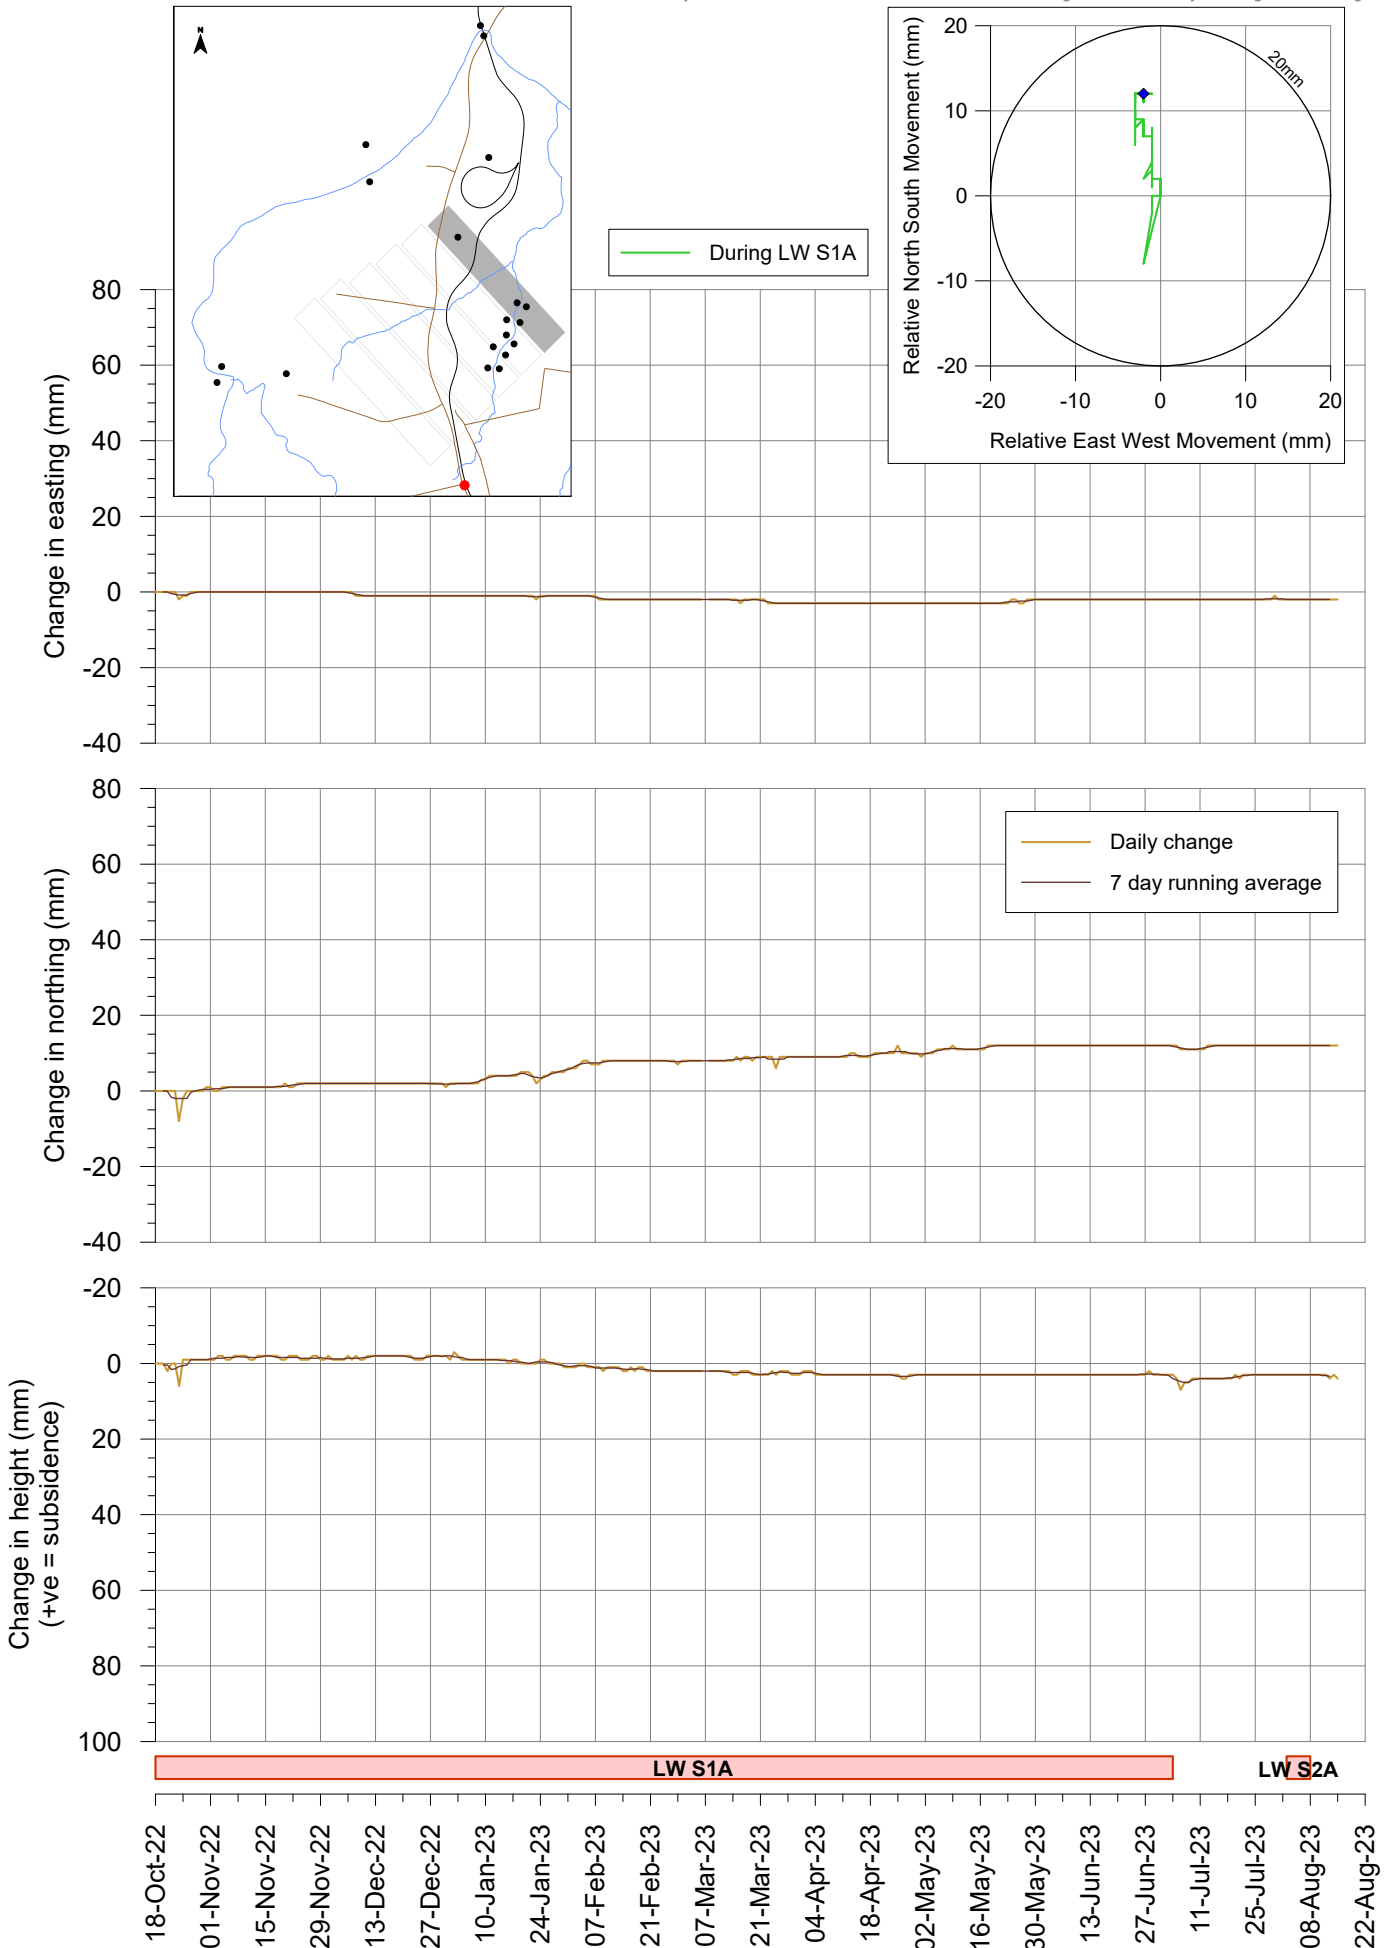 N
During LW S1A
20
10
0
-10
-20
-20
-10
0
10
20
20mm
Relative North South Movement (mm)
Relative East West Movement (mm)
80
60
40
20
0
-20
-40
Change in easting (mm)
80
60
40
20
0
-20
-40
Change in northing (mm)
Daily change
7 day running average
-20
0
20
40
60
80
100
Change in height (mm)
(+ve = subsidence)
LW S1A
LW S2A
18-Oct-22
01-Nov-22
15-Nov-22
29-Nov-22
13-Dec-22
27-Dec-22
10-Jan-23
24-Jan-23
07-Feb-23
21-Feb-23
07-Mar-23
21-Mar-23
04-Apr-23
18-Apr-23
02-May-23
16-May-23
30-May-23
13-Jun-23
27-Jun-23
11-Jul-23
25-Jul-23
08-Aug-23
22-Aug-23